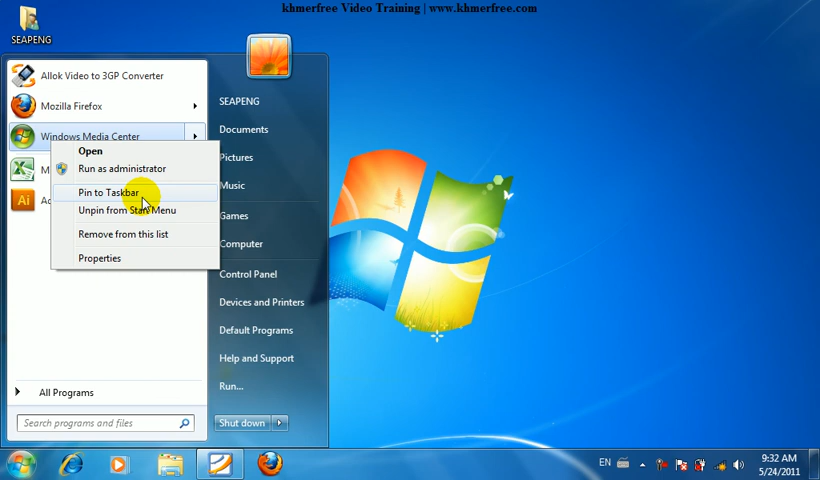 khmerfree Video Training | www.khmerfree.com
SEAPENG
Allok Video to 3GP Converter
Mozilla Firefox
Windows Media Center
Open
Run as administrator
Pin to Taskbar
Unpin from Start Menu
Remove from this list
Properties
M
Ai Ad
All Programs
Search programs and files
SEAPENG
Documents
Pictures
Music
Games
Computer
Control Panel
Devices and Printers
Default Programs
Help and Support
Run...
Shut down
EN
9:32 AM
5/24/2011